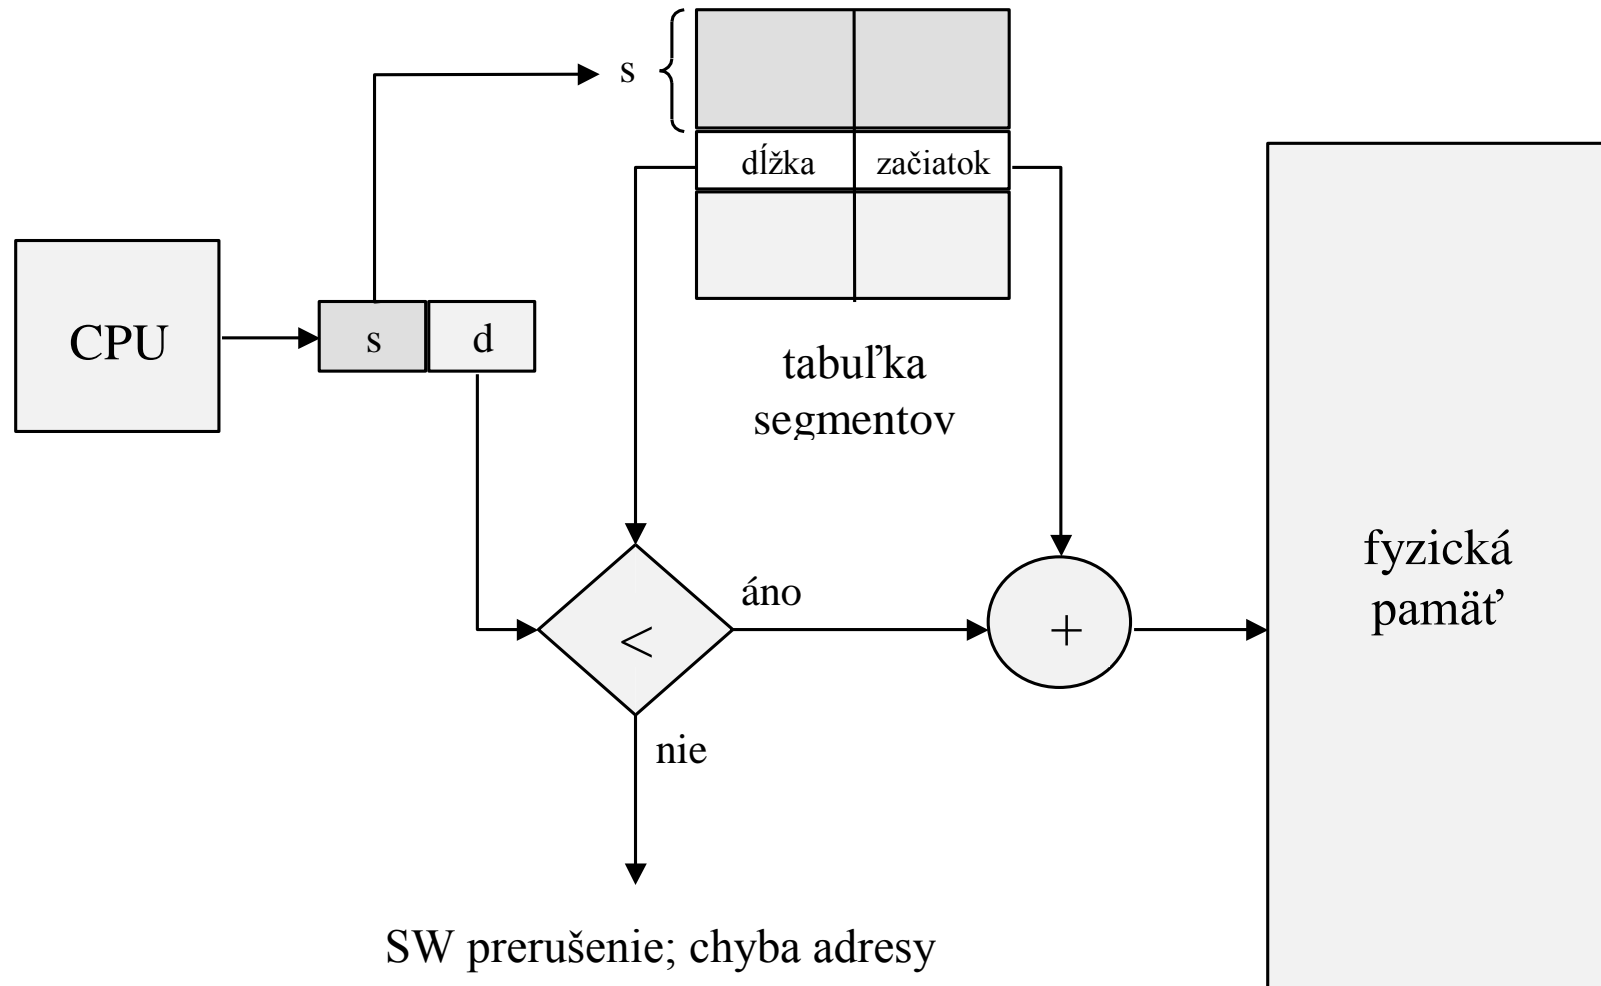 s
dĺžka
začiatok
CPU
s
d
tabuľka
segmentov
<
áno
+
nie
fyzická
pamäť
SW prerušenie; chyba adresy